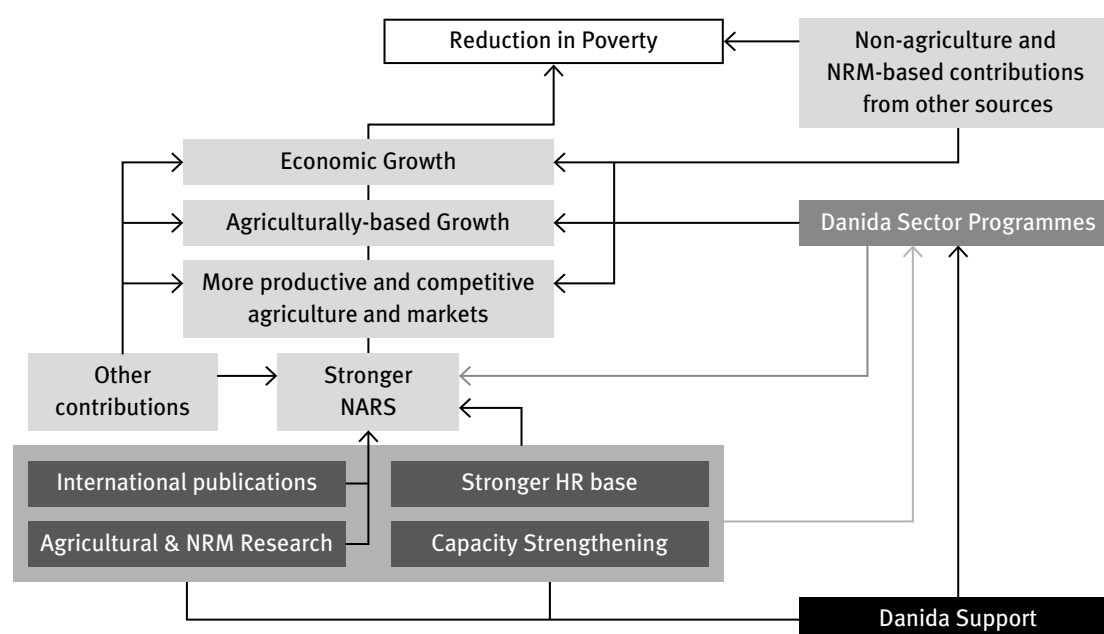 Reduction in Poverty
Non-agriculture and
NRM-based contributions
from other sources
Economic Growth
Agriculturally-based Growth
Danida Sector Programmes
More productive and competitive
agriculture and markets
Other
contributions
Stronger
NARS
International publications
Stronger HR base
Agricultural & NRM Research
Capacity Strengthening
Danida Support